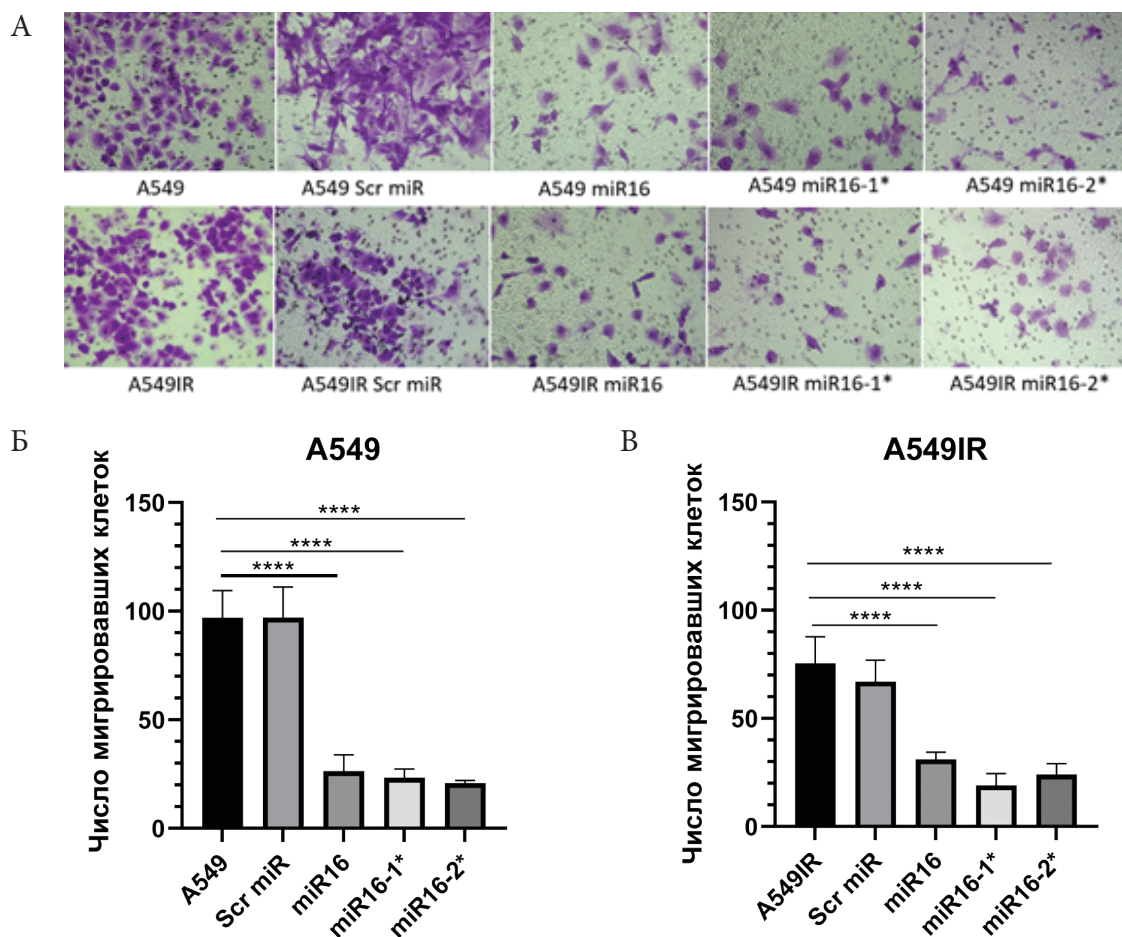 А
A549 A549 Scr miR A549 miR16 A549 miR16-1* A549 miR16-2*
A549IR A549IR Scr miR A549IR miR16 A549IR miR16-1* A549IR miR16-2*
Б
A549
Число мигрировавших клеток
150
100
50
0
****
****
****
A549
Scr miR
miR16
miR16-1*
miR16-2*
В
A549IR
Число мигрировавших клеток
150
100
50
0
****
****
****
A549IR
Scr miR
miR16
miR16-1*
miR16-2*